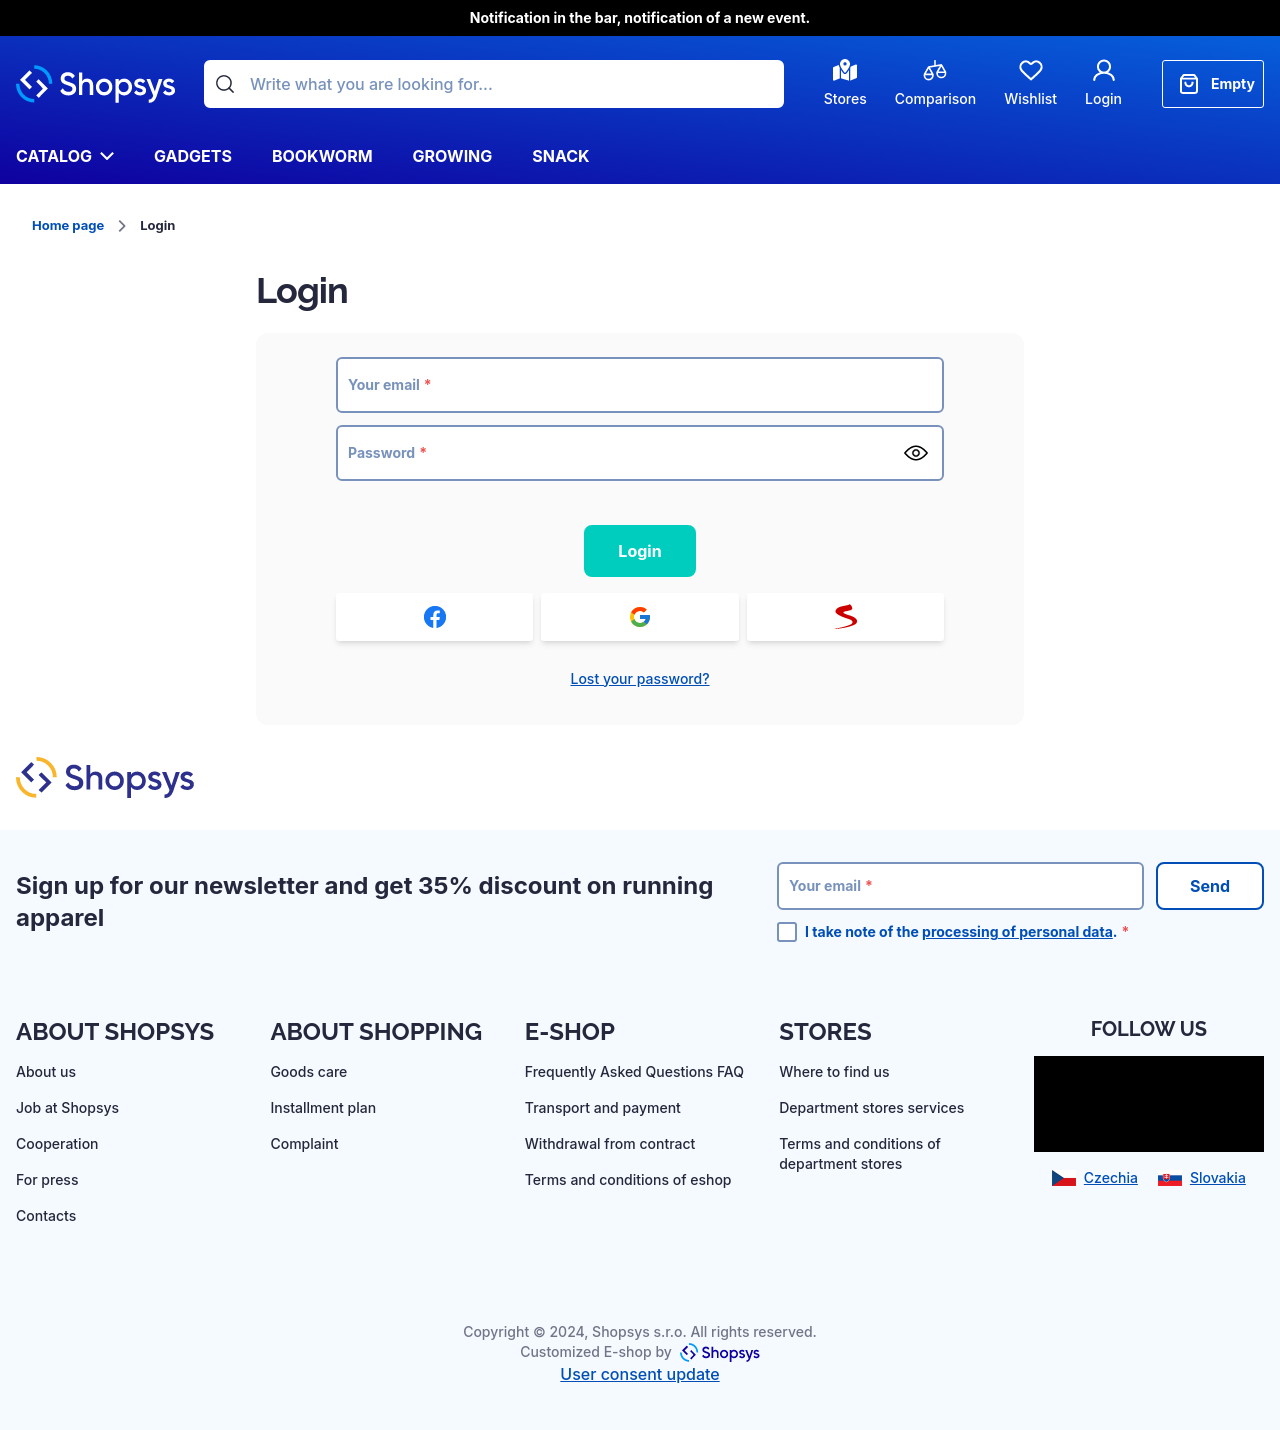 Notification in the bar, notification of a new event.
Shopsys
Write what you are looking for...
Stores
Comparison
Wishlist
Login
Empty
CATALOG
GADGETS
BOOKWORM
GROWING
SNACK
Home page
Login
Login
Your email *
Password *
Login
Lost your password?
Shopsys
Sign up for our newsletter and get 35% discount on running
apparel
Your email *
Send
I take note of the processing of personal data. *
ABOUT SHOPSYS
About us
Job at Shopsys
Cooperation
For press
Contacts
ABOUT SHOPPING
Goods care
Installment plan
Complaint
E-SHOP
Frequently Asked Questions FAQ
Transport and payment
Withdrawal from contract
Terms and conditions of eshop
STORES
Where to find us
Department stores services
Terms and conditions of
department stores
FOLLOW US
Czechia
Slovakia
Copyright © 2024, Shopsys s.r.o. All rights reserved.
Customized E-shop by Shopsys
User consent update